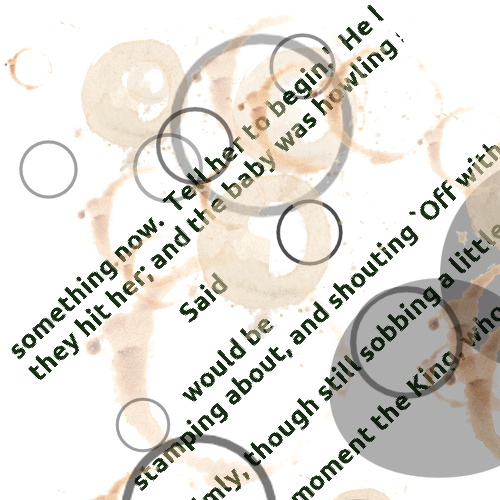 something now. Tell her to begin.' He l
they hit her; and the baby was howling
Said
would be
stamping about, and shouting `Off with
though still sobbing a little
moment the King, who